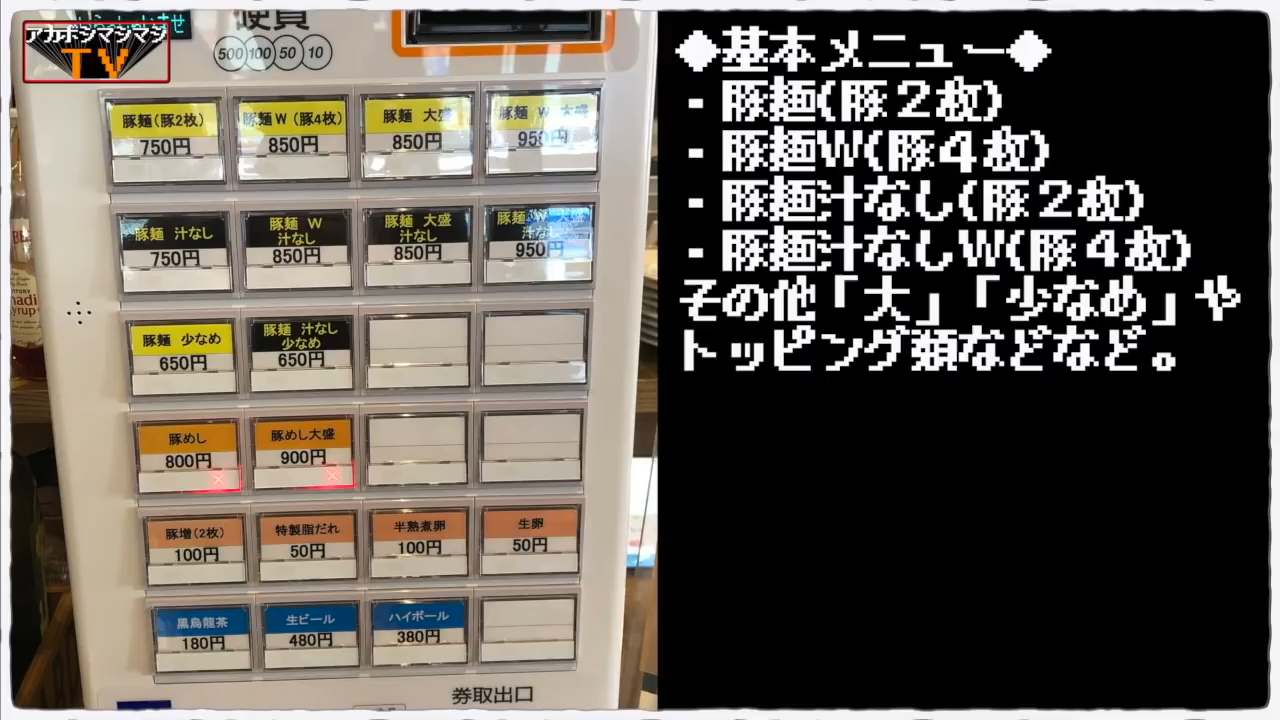 アカホシマシマシ
TV
硬貨
500 100 50 10
豚麺(豚2枚)
750円
豚麺W(豚4枚)
850円
豚麺 大盛
850円
豚麺 W 大盛
950円
豚麺 汁なし
750円
豚麺 W
汁なし
850円
豚麺 大盛
汁なし
850円
豚麺 W 大盛
汁なし
950円
豚麺 少なめ
650円
豚麺 汁なし
少なめ
650円
豚めし
800円
豚めし大盛
900円
豚増(2枚)
100円
特製脂だれ
50円
半熟煮卵
100円
生卵
50円
黒烏龍茶
180円
生ビール
480円
ハイボール
380円
券取出口
◆基本メニュー◆
- 豚麺(豚2枚)
- 豚麺W(豚4枚)
- 豚麺汁なし(豚2枚)
- 豚麺汁なしW(豚4枚)
その他「大」「少なめ」や
トッピング類などなど。